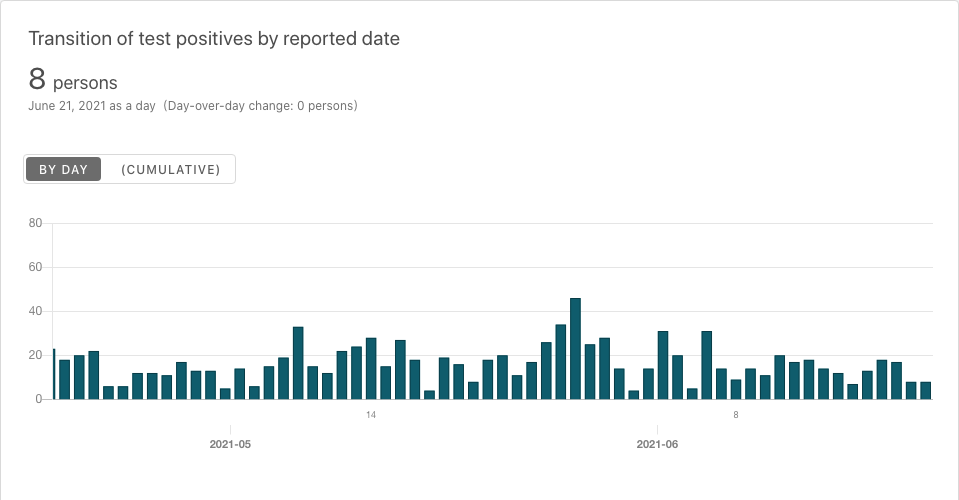 Transition of test positives by reported date
8 persons
June 21, 2021 as a day (Day-over-day change: 0 persons)
BY DAY (CUMULATIVE)
80
60
40
20
0
14 8
2021-05 2021-06